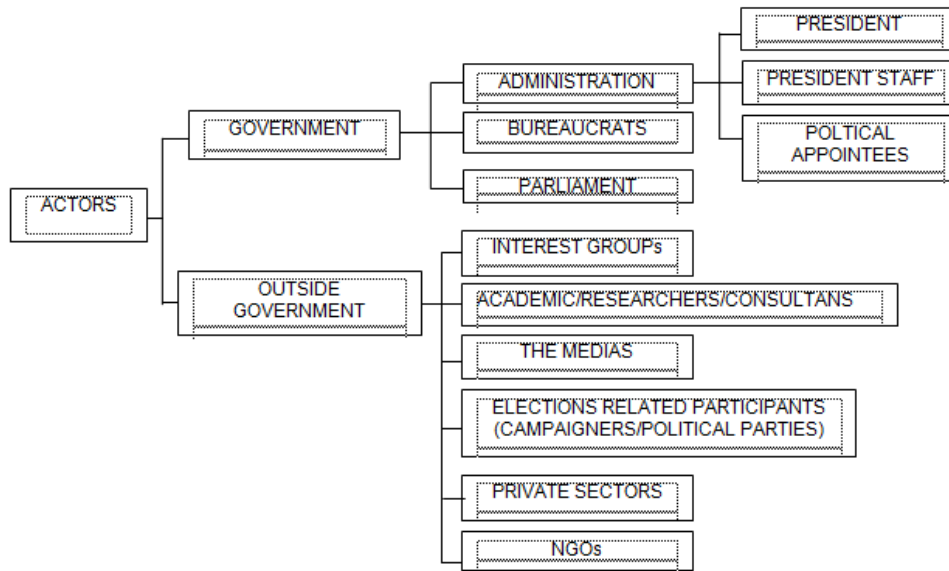 PRESIDENT
ADMINISTRATION
PRESIDENT STAFF
GOVERNMENT
BUREAUCRATS
POLTICAL
APPOINTEES
PARLIAMENT
ACTORS
INTEREST GROUPs
OUTSIDE
GOVERNMENT
ACADEMIC/RESEARCHERS/CONSULTANS
THE MEDIAS
ELECTIONS RELATED PARTICIPANTS
(CAMPAIGNERS/POLITICAL PARTIES)
PRIVATE SECTORS
NGOs